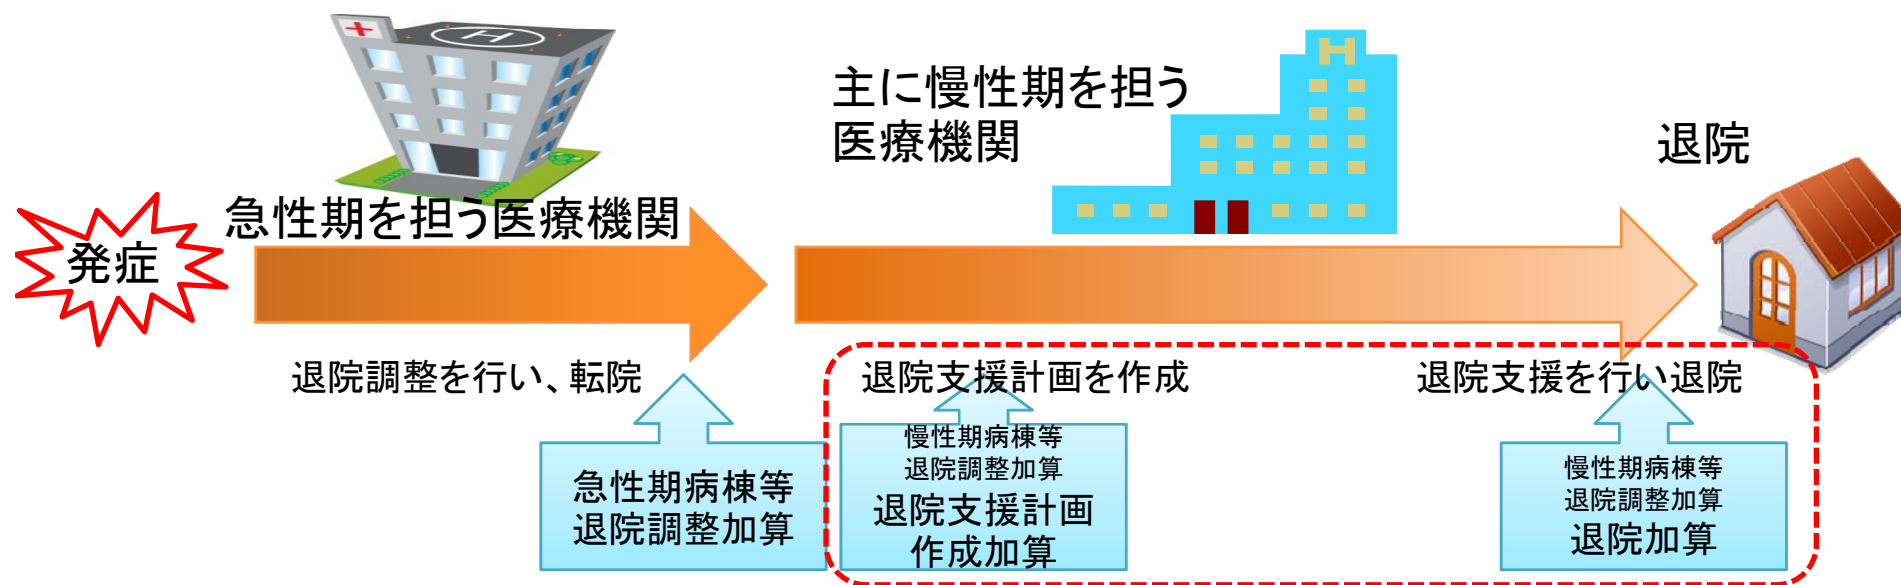 主に慢性期を担う
医療機関
退院
急性期を担う医療機関
発症
退院調整を行い、転院
退院支援計画を作成
退院支援を行い退院
急性期病棟等
退院調整加算
慢性期病棟等
退院調整加算
退院支援計画
作成加算
慢性期病棟等
退院調整加算
退院加算